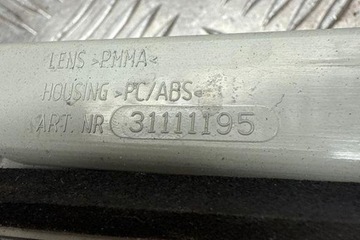 LENS >PMMA<
HOUSING >PC/ABS<
ART. NR 31111195